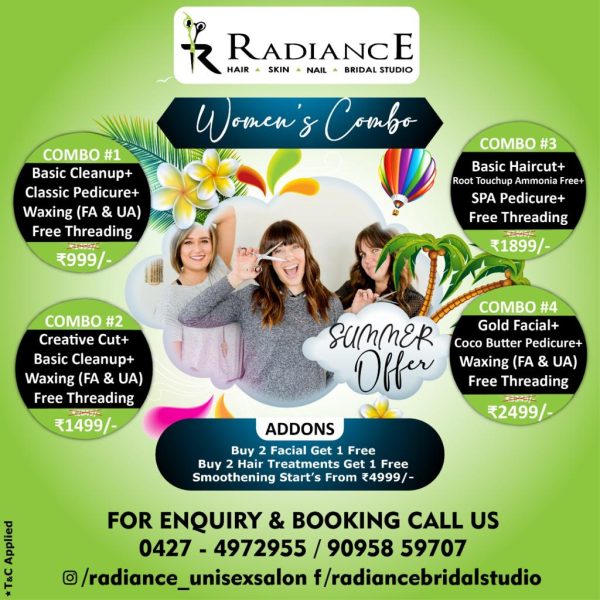 RADIANCE
HAIR SKIN NAIL BRIDAL STUDIO
Women's Combo
COMBO #1
Basic Cleanup+
Classic Pedicure+
Waxing (FA & UA)
Free Threading
₹999/-
COMBO #3
Basic Haircut+
Root Touchup Ammonia Free+
SPA Pedicure+
Free Threading
₹1899/-
COMBO #2
Creative Cut+
Basic Cleanup+
Waxing (FA & UA)
Free Threading
₹1499/-
COMBO #4
Gold Facial+
Coco Butter Pedicure+
Waxing (FA & UA)
Free Threading
₹2499/-
SUMMER
Offer
ADDONS
Buy 2 Facial Get 1 Free
Buy 2 Hair Treatments Get 1 Free
Smoothening Start's From ₹4999/-
FOR ENQUIRY & BOOKING CALL US
0427 - 4972955 / 90958 59707
/radiance_unisexsalon f/radiancebridalstudio
*T&C Applied